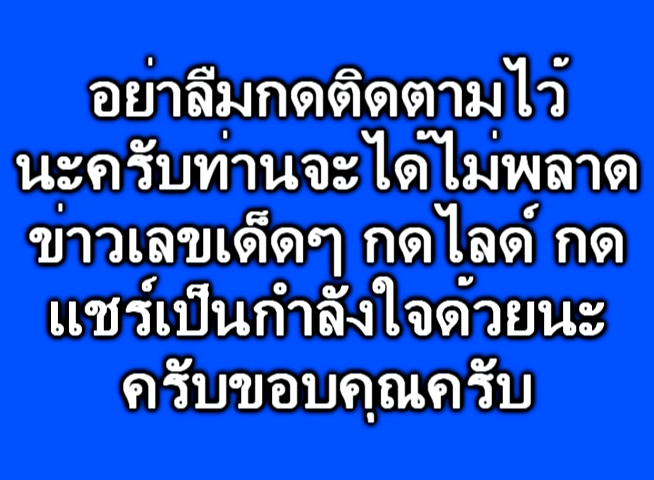 อย่าลืมกดติดตามไว้
นะครับท่านจะได้ไม่พลาด
ข่าวเลขเด็ดๆ กดไลด์ กด
แชร์เป็นกำลังใจด้วยนะ
ครับขอบคุณครับ